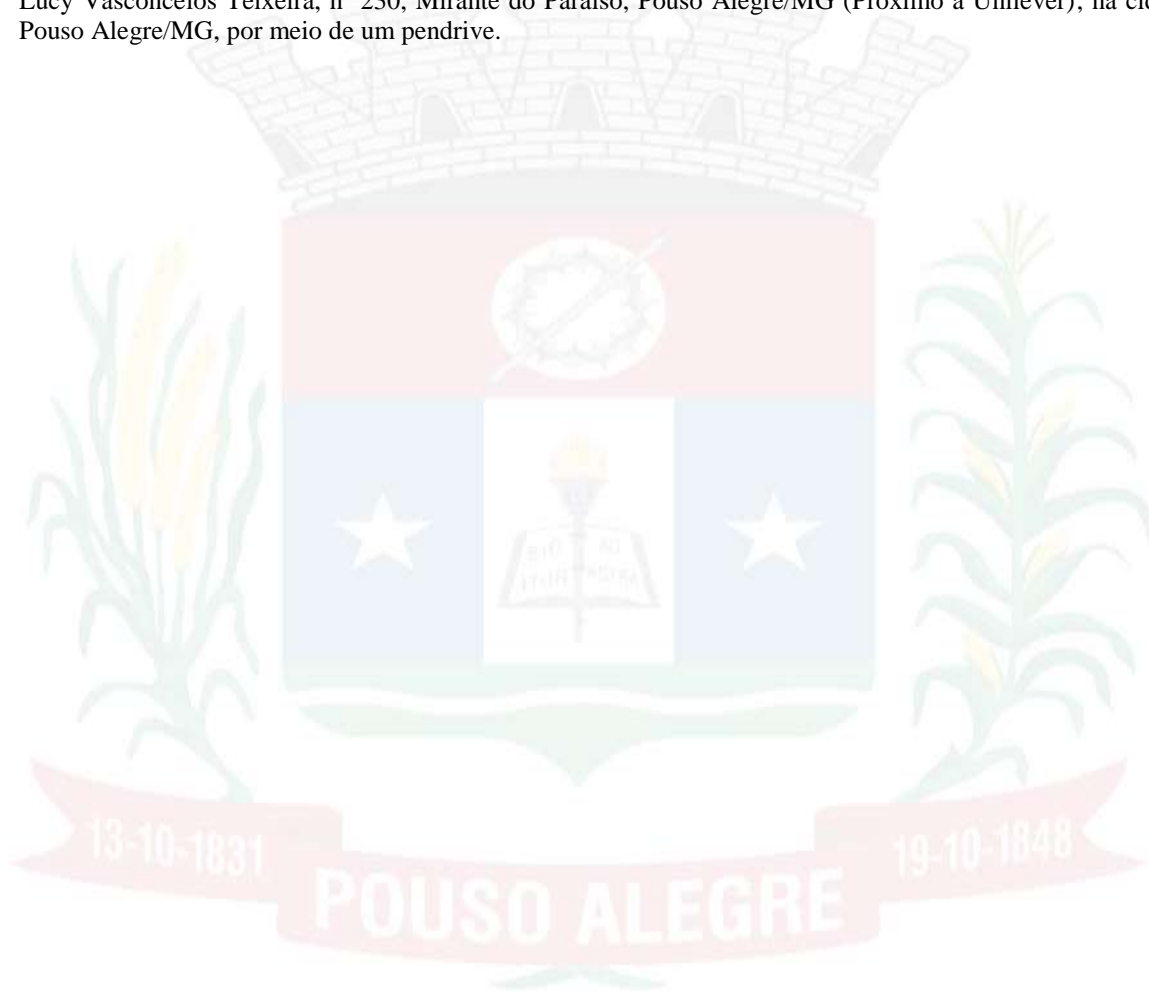 Lucy Vasconcelos Teixeira, nº 230, Mirante do Paraíso, Pouso Alegre/MG (Próximo à Unilever), na
Pouso Alegre/MG, por meio de um pendrive.
13-10-1831
19-10-1848
POUSO ALEGRE